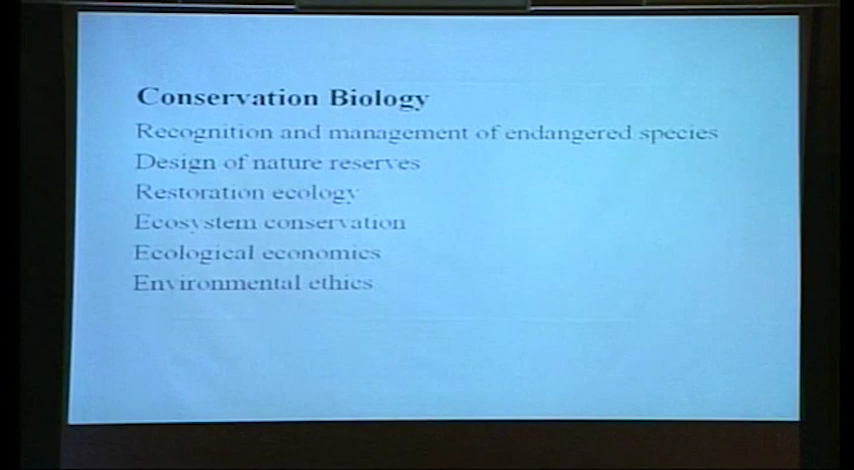 Conservation Biology
Recognition and management of endangered species
Design of nature reserves
Restoration ecology
Ecosystem conservation
Ecological economics
Environmental ethics